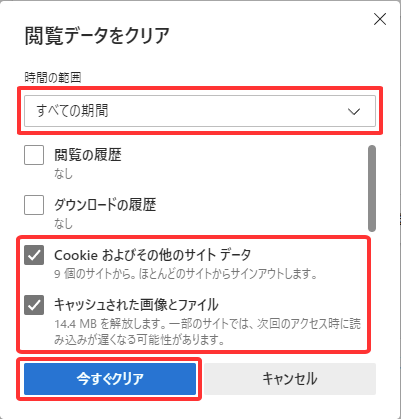 閲覧データをクリア
時間の範囲
すべての期間
閲覧の履歴
なし
ダウンロードの履歴
なし
Cookie およびその他のサイト データ
9 個のサイトから。ほとんどのサイトからサインアウトします。
キャッシュされた画像とファイル
14.4 MB を解放します。一部のサイトでは、次回のアクセス時に読
み込みが遅くなる可能性があります。
今すぐクリア
キャンセル